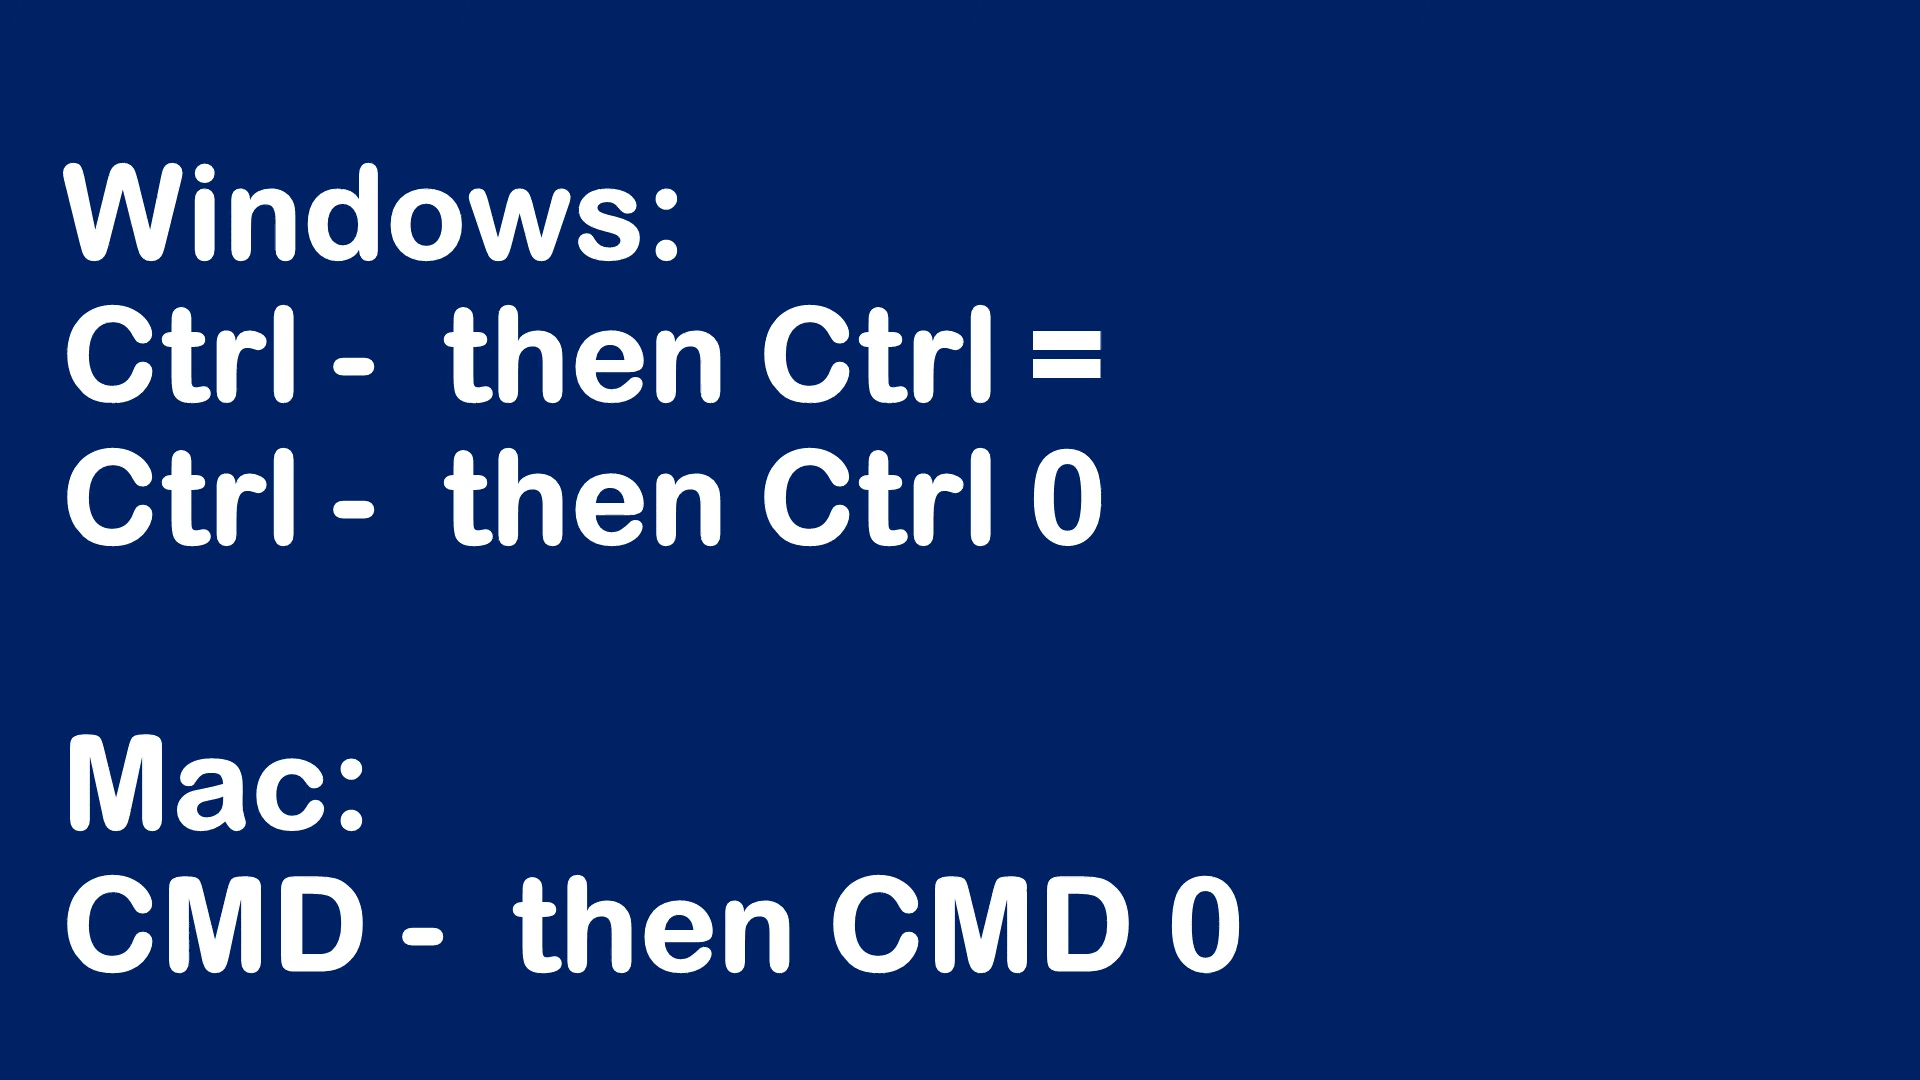 Windows:
Ctrl -  then Ctrl =
Ctrl -  then Ctrl 0
Mac:
CMD -  then CMD 0